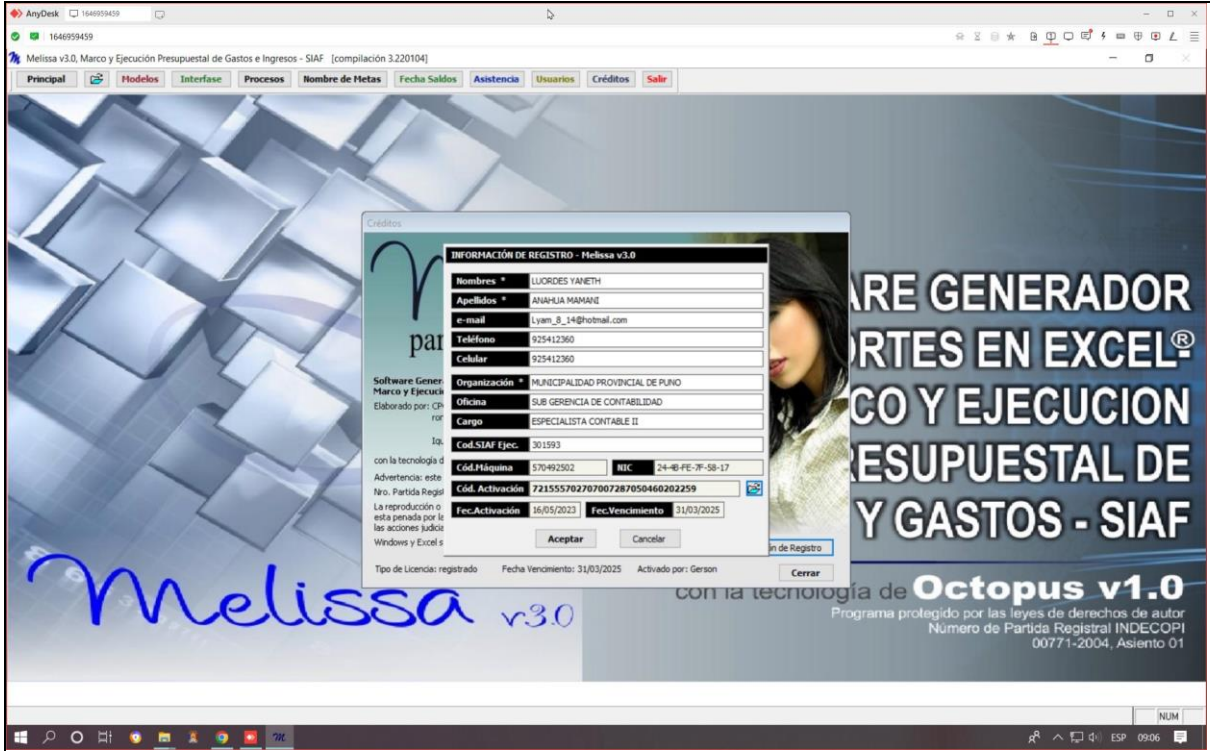 AnyDesk 1646959459
1646959459
Melissa v3.0, Marco y Ejecución Presupuestal de Gastos e Ingresos - SIAF [compilación 3.220104]
Principal Modelos Interfase Procesos Nombre de Metas Fecha Saldos Asistencia Usuarios Créditos Salir
Créditos
INFORMACIÓN DE REGISTRO - Melissa v3.0
Nombres * LUORDES YANETH
Apellidos * ANAHUA MAMANI
e-mail Lyam_8_14@hotmail.com
Teléfono 925412360
Celular 925412360
Organización * MUNICIPALIDAD PROVINCIAL DE PUNO
Oficina SUB GERENCIA DE CONTABILIDAD
Cargo ESPECIALISTA CONTABLE II
Cod.SIAF Ejec. 301593
Cód.Máquina 570492502 NIC 24-4B-FE-7F-58-17
Cód. Activación 721555702707007287050460202259
Fec.Activación 16/05/2023 Fec.Vencimiento 31/03/2025
Aceptar Cancelar
par
Software Gener
Marco y Ejecuci
Elaborado por: CP
ror
Iqu
con la tecnología d
Advertencia: este
Nro. Partida Regis
La reproducción o
esta penada por la
las acciones judicia
Windows y Excel s
ón de Registro
Tipo de Licencia: registrado Fecha Vencimiento: 31/03/2025 Activado por: Gerson
Cerrar
ARE GENERADOR
ORTES EN EXCEL®
CO Y EJECUCION
RESUPUESTAL DE
Y GASTOS - SIAF
Melissa v3.0
con la tecnología de Octopus v1.0
Programa protegido por las leyes de derechos de autor
Número de Partida Registral INDECOPI
00771-2004, Asiento 01
NUM
ESP 09:06